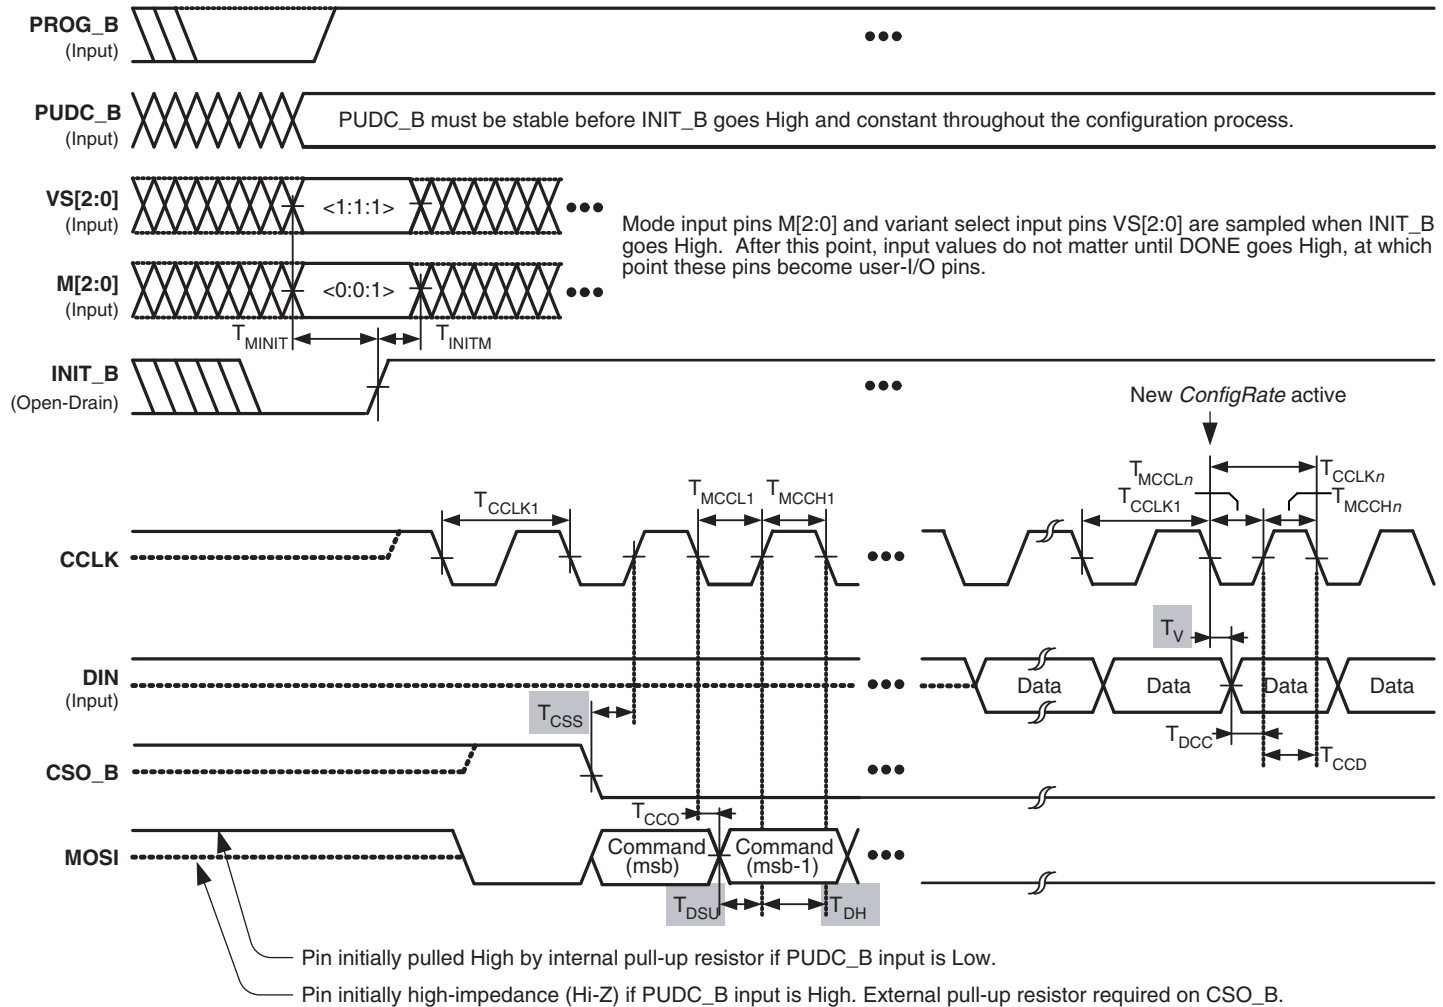 PROG_B
(Input)
PUDC_B
(Input)
PUDC_B must be stable before INIT_B goes High and constant throughout the configuration process.
VS[2:0]
(Input)
<1:1:1>
Mode input pins M[2:0] and variant select input pins VS[2:0] are sampled when INIT_B
goes High. After this point, input values do not matter until DONE goes High, at which
point these pins become user-I/O pins.
M[2:0]
(Input)
<0:0:1>
TMINIT
TINITM
INIT_B
(Open-Drain)
New ConfigRate active
TMCCLn
TCCLKn
TCCLK1
TMCCL1
TMCCH1
TCCLK1
TMCCHn
CCLK
TV
DIN
(Input)
Data
Data
Data
Data
TCSS
TDCC
TCCD
CSO_B
TCCO
MOSI
Command
(msb)
Command
(msb-1)
TDSU
TDH
Pin initially pulled High by internal pull-up resistor if PUDC_B input is Low.
Pin initially high-impedance (Hi-Z) if PUDC_B input is High. External pull-up resistor required on CSO_B.